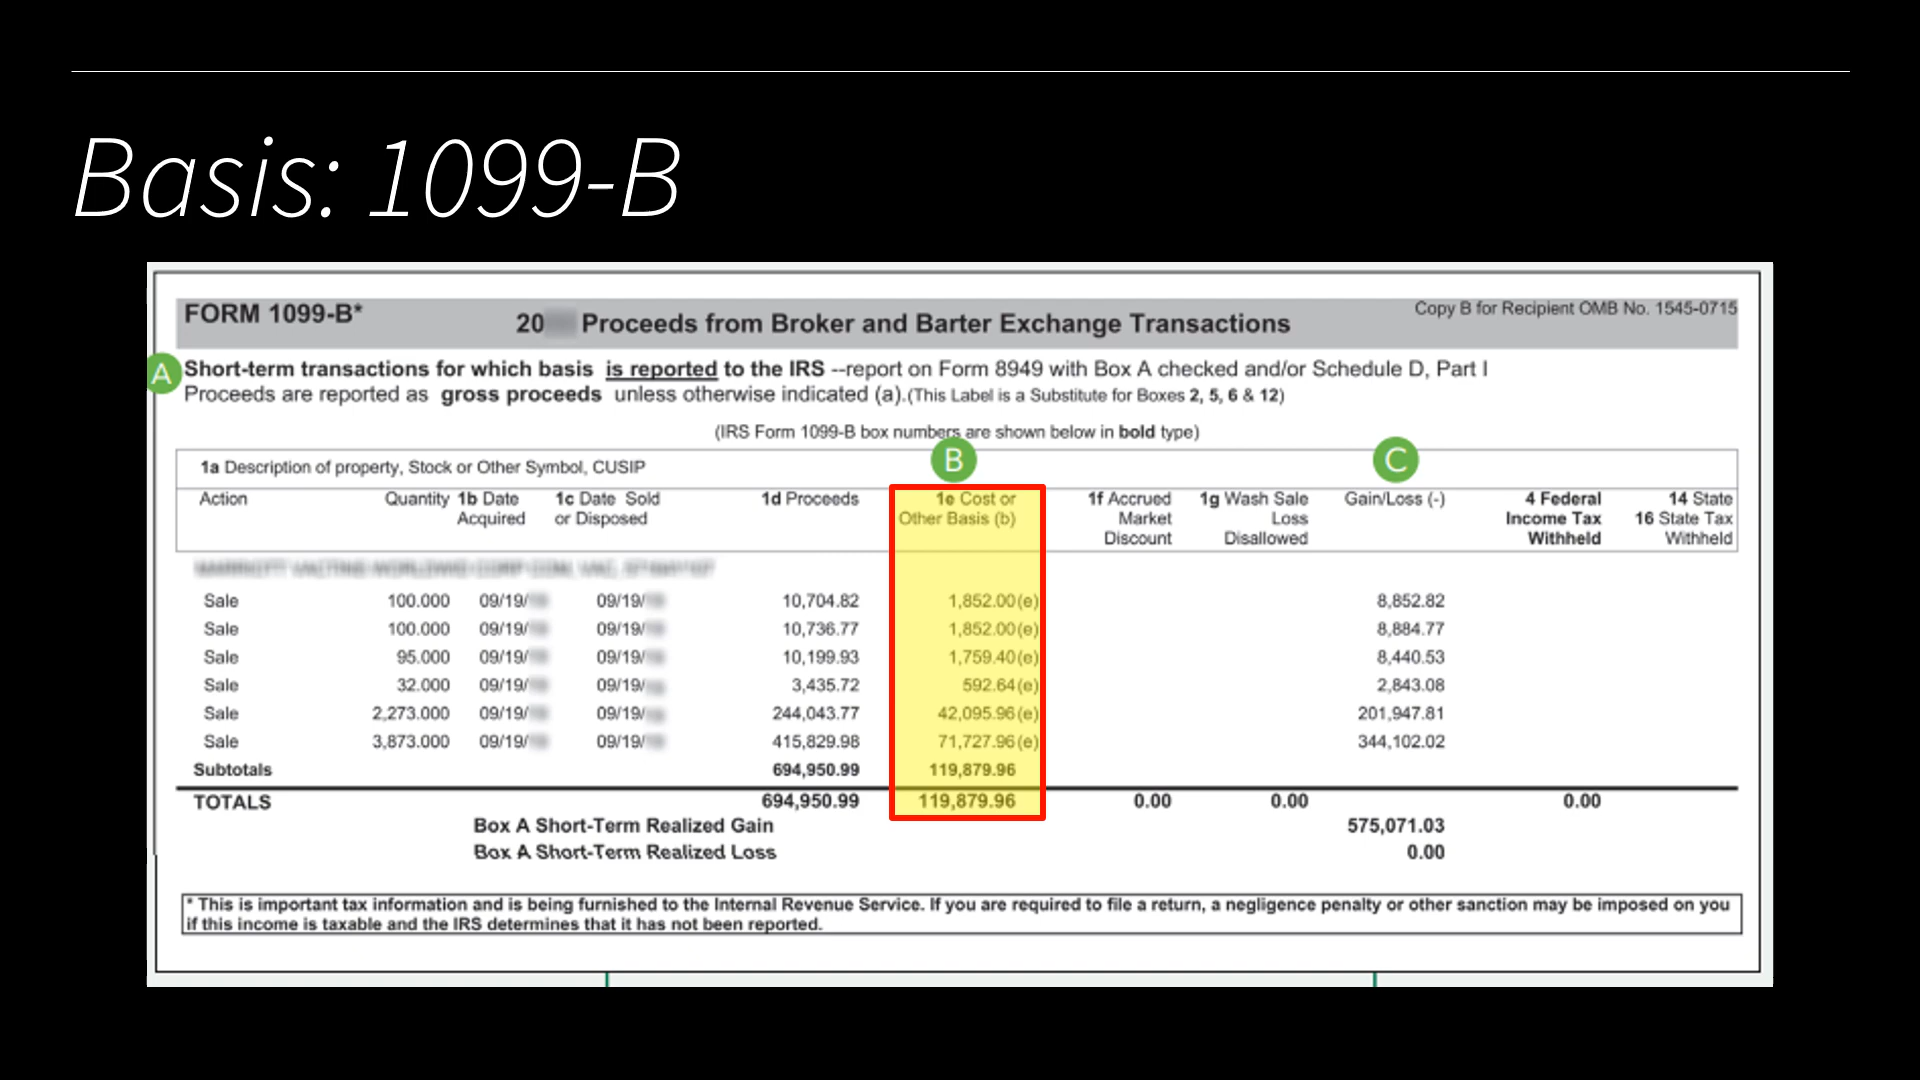 Basis: 1099-B
FORM 1099-B*
20 Proceeds from Broker and Barter Exchange Transactions
Copy B for Recipient OMB No. 1545-0715
A
Short-term transactions for which basis is reported to the IRS --report on Form 8949 with Box A checked and/or Schedule D, Part I
Proceeds are reported as gross proceeds unless otherwise indicated (a).(This Label is a Substitute for Boxes 2, 5, 6 & 12)
(IRS Form 1099-B box numbers are shown below in bold type)
B
C
1a Description of property, Stock or Other Symbol, CUSIP
Action Quantity 1b Date 1c Date Sold 1d Proceeds 1e Cost or 1f Accrued 1g Wash Sale Gain/Loss (-) 4 Federal 14 State
Acquired or Disposed Other Basis (b) Market Loss Income Tax 16 State Tax
Discount Disallowed Withheld Withheld
Sale 100.000 09/19/ 09/19/ 10,704.82 1,852.00(e) 8,852.82
Sale 100.000 09/19/ 09/19/ 10,736.77 1,852.00(e) 8,884.77
Sale 95.000 09/19/ 09/19/ 10,199.93 1,759.40(e) 8,440.53
Sale 32.000 09/19/ 09/19/ 3,435.72 592.64(e) 2,843.08
Sale 2,273.000 09/19/ 09/19/ 244,043.77 42,095.96(e) 201,947.81
Sale 3,873.000 09/19/ 09/19/ 415,829.98 71,727.96(e) 344,102.02
Subtotals 694,950.99 119,879.96
TOTALS 694,950.99 119,879.96 0.00 0.00 0.00
Box A Short-Term Realized Gain 575,071.03
Box A Short-Term Realized Loss 0.00
* This is important tax information and is being furnished to the Internal Revenue Service. If you are required to file a return, a negligence penalty or other sanction may be imposed on you
if this income is taxable and the IRS determines that it has not been reported.